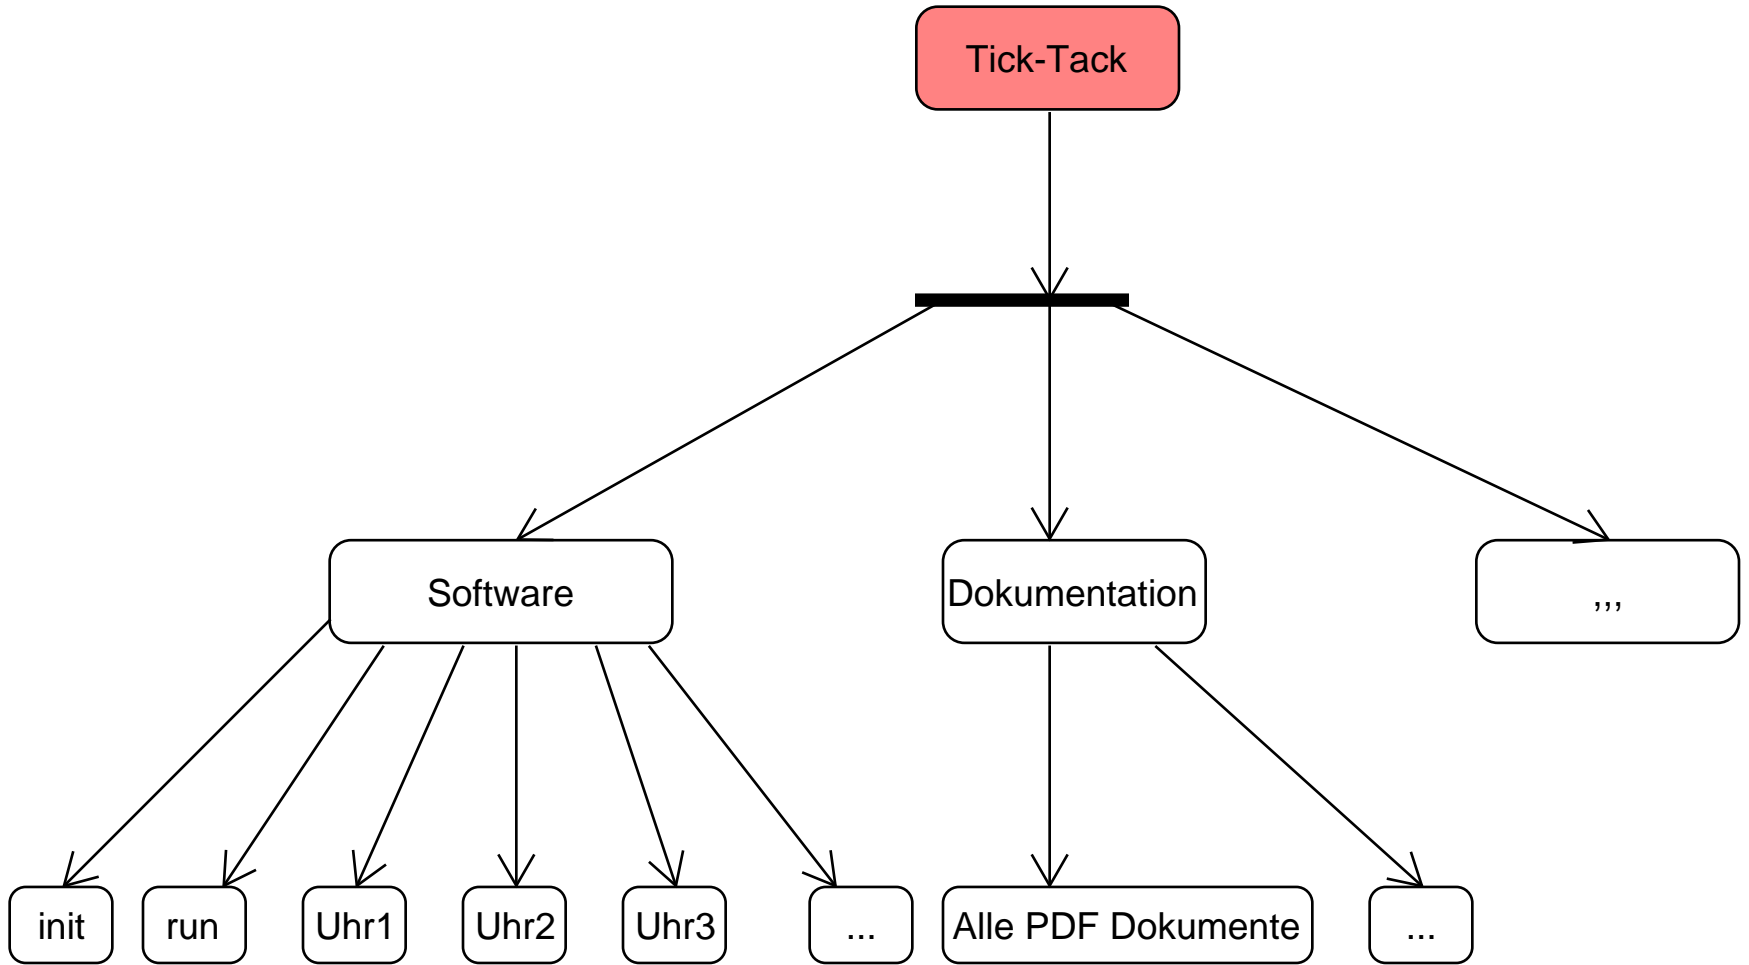 Tick-Tack
Software
Dokumentation
,,,
init
run
Uhr1
Uhr2
Uhr3
...
Alle PDF Dokumente
...